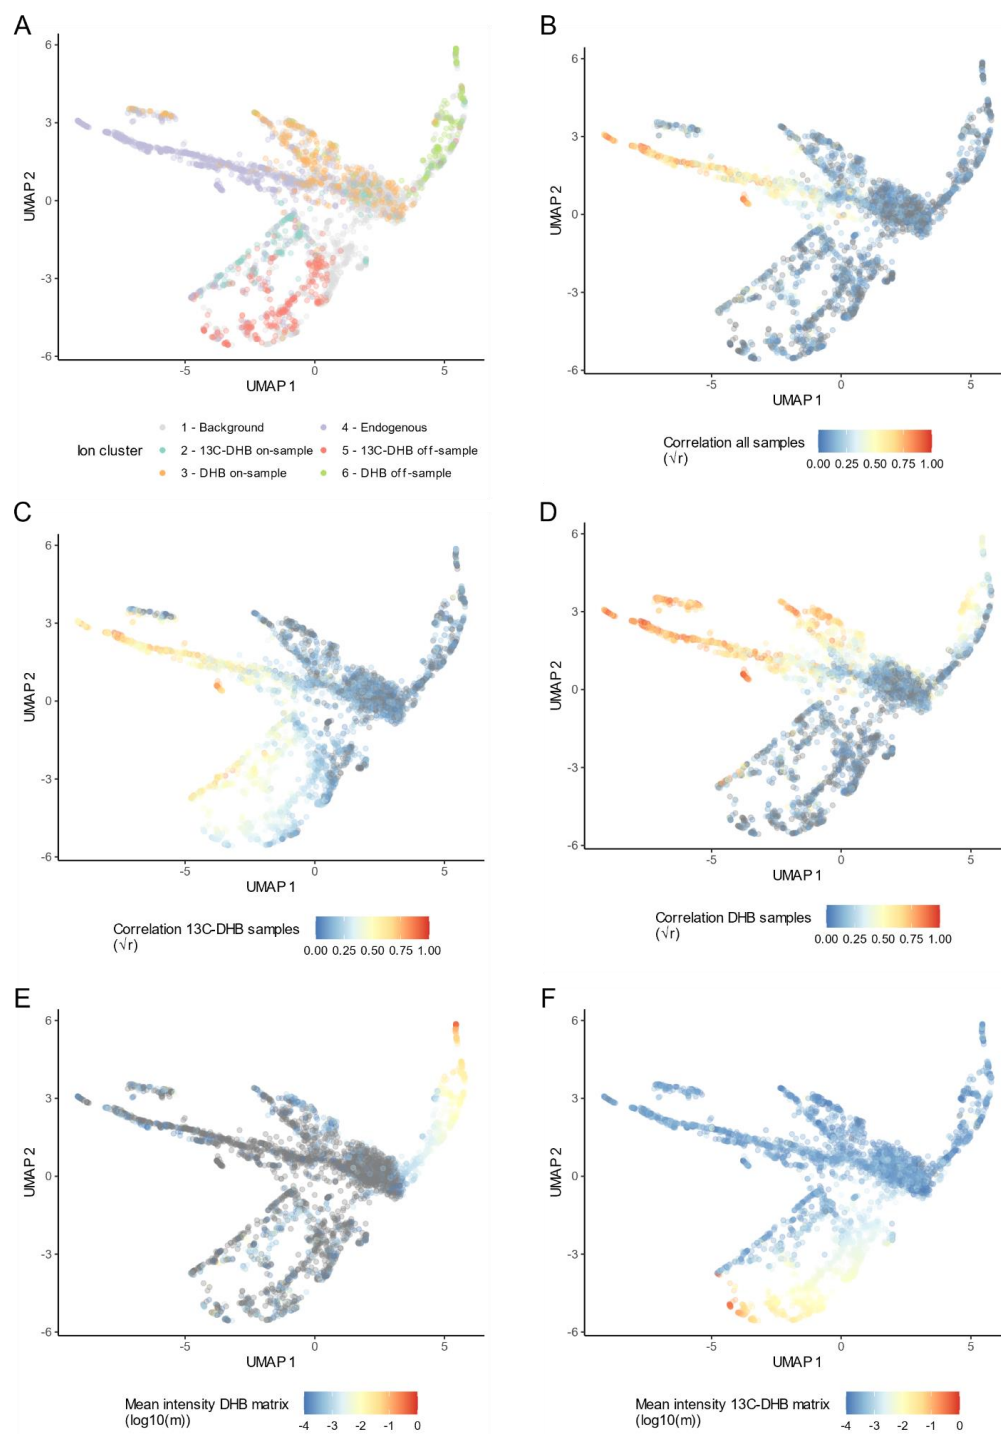 A
6
3
0
-3
-6
UMAP 2
-5 0 5
UMAP 1
Ion cluster
1 - Background
2 - 13C-DHB on-sample
3 - DHB on-sample
4 - Endogenous
5 - 13C-DHB off-sample
6 - DHB off-sample
B
6
3
0
-3
-6
UMAP 2
-5 0 5
UMAP 1
Correlation all samples
(√r)
0.00 0.25 0.50 0.75 1.00
C
6
3
0
-3
-6
UMAP 2
-5 0 5
UMAP 1
Correlation 13C-DHB samples
(√r)
0.00 0.25 0.50 0.75 1.00
D
6
3
0
-3
-6
UMAP 2
-5 0 5
UMAP 1
Correlation DHB samples
(√r)
0.00 0.25 0.50 0.75 1.00
E
6
3
0
-3
-6
UMAP 2
-5 0 5
UMAP 1
Mean intensity DHB matrix
(log10(m))
-4 -3 -2 -1 0
F
6
3
0
-3
-6
UMAP 2
-5 0 5
UMAP 1
Mean intensity 13C-DHB matrix
(log10(m))
-4 -3 -2 -1 0